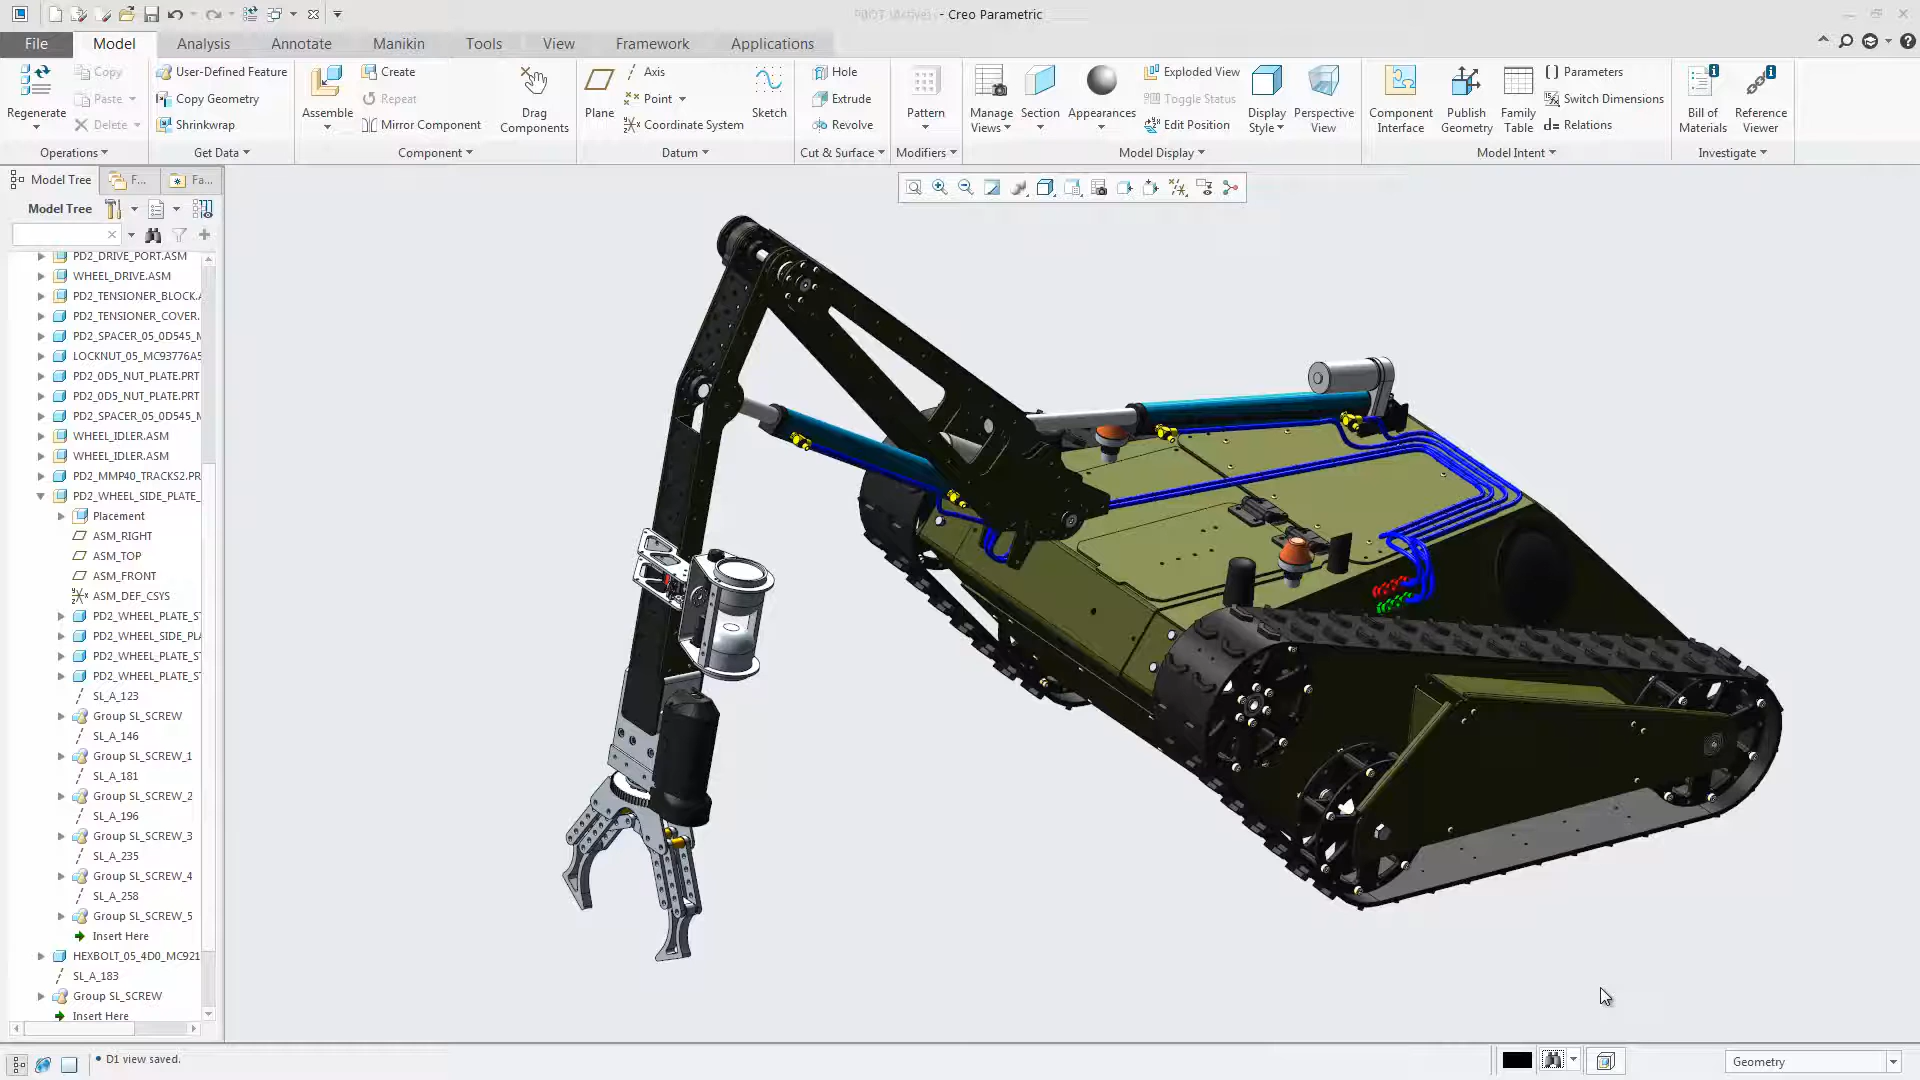 - Creo Parametric
File
Model
Analysis
Annotate
Manikin
Tools
View
Framework
Applications
Regenerate
Copy
Paste
Delete
Operations
User-Defined Feature
Copy Geometry
Shrinkwrap
Get Data
Assemble
Create
Repeat
Mirror Component
Drag
Components
Component
Plane
Axis
Point
Coordinate System
Sketch
Datum
Hole
Extrude
Revolve
Cut & Surface
Pattern
Modifiers
Manage
Views
Section
Appearances
Exploded View
Toggle Status
Edit Position
Display
Style
Perspective
View
Model Display
Component
Interface
Publish
Geometry
Family
Table
Parameters
Switch Dimensions
Relations
Model Intent
Bill of
Materials
Reference
Viewer
Investigate
Model Tree
F...
Fa...
Model Tree
PD2_DRIVE_PORT.ASM
WHEEL_DRIVE.ASM
PD2_TENSIONER_BLOCK.
PD2_TENSIONER_COVER.
PD2_SPACER_05_0D545_
LOCKNUT_05_MC93776A5
PD2_0D5_NUT_PLATE.PRT
PD2_0D5_NUT_PLATE.PRT
PD2_SPACER_05_0D545_
WHEEL_IDLER.ASM
WHEEL_IDLER.ASM
PD2_MMP40_TRACKS2.PR
PD2_WHEEL_SIDE_PLATE_
Placement
ASM_RIGHT
ASM_TOP
ASM_FRONT
ASM_DEF_CSYS
PD2_WHEEL_PLATE_S
PD2_WHEEL_SIDE_PL
PD2_WHEEL_PLATE_S
PD2_WHEEL_PLATE_S
SL_A_123
Group SL_SCREW
SL_A_146
Group SL_SCREW_1
SL_A_181
Group SL_SCREW_2
SL_A_196
Group SL_SCREW_3
SL_A_235
Group SL_SCREW_4
SL_A_258
Group SL_SCREW_5
Insert Here
HEXBOLT_05_4D0_MC921
SL_A_183
Group SL_SCREW
Insert Here
• D1 view saved.
Geometry